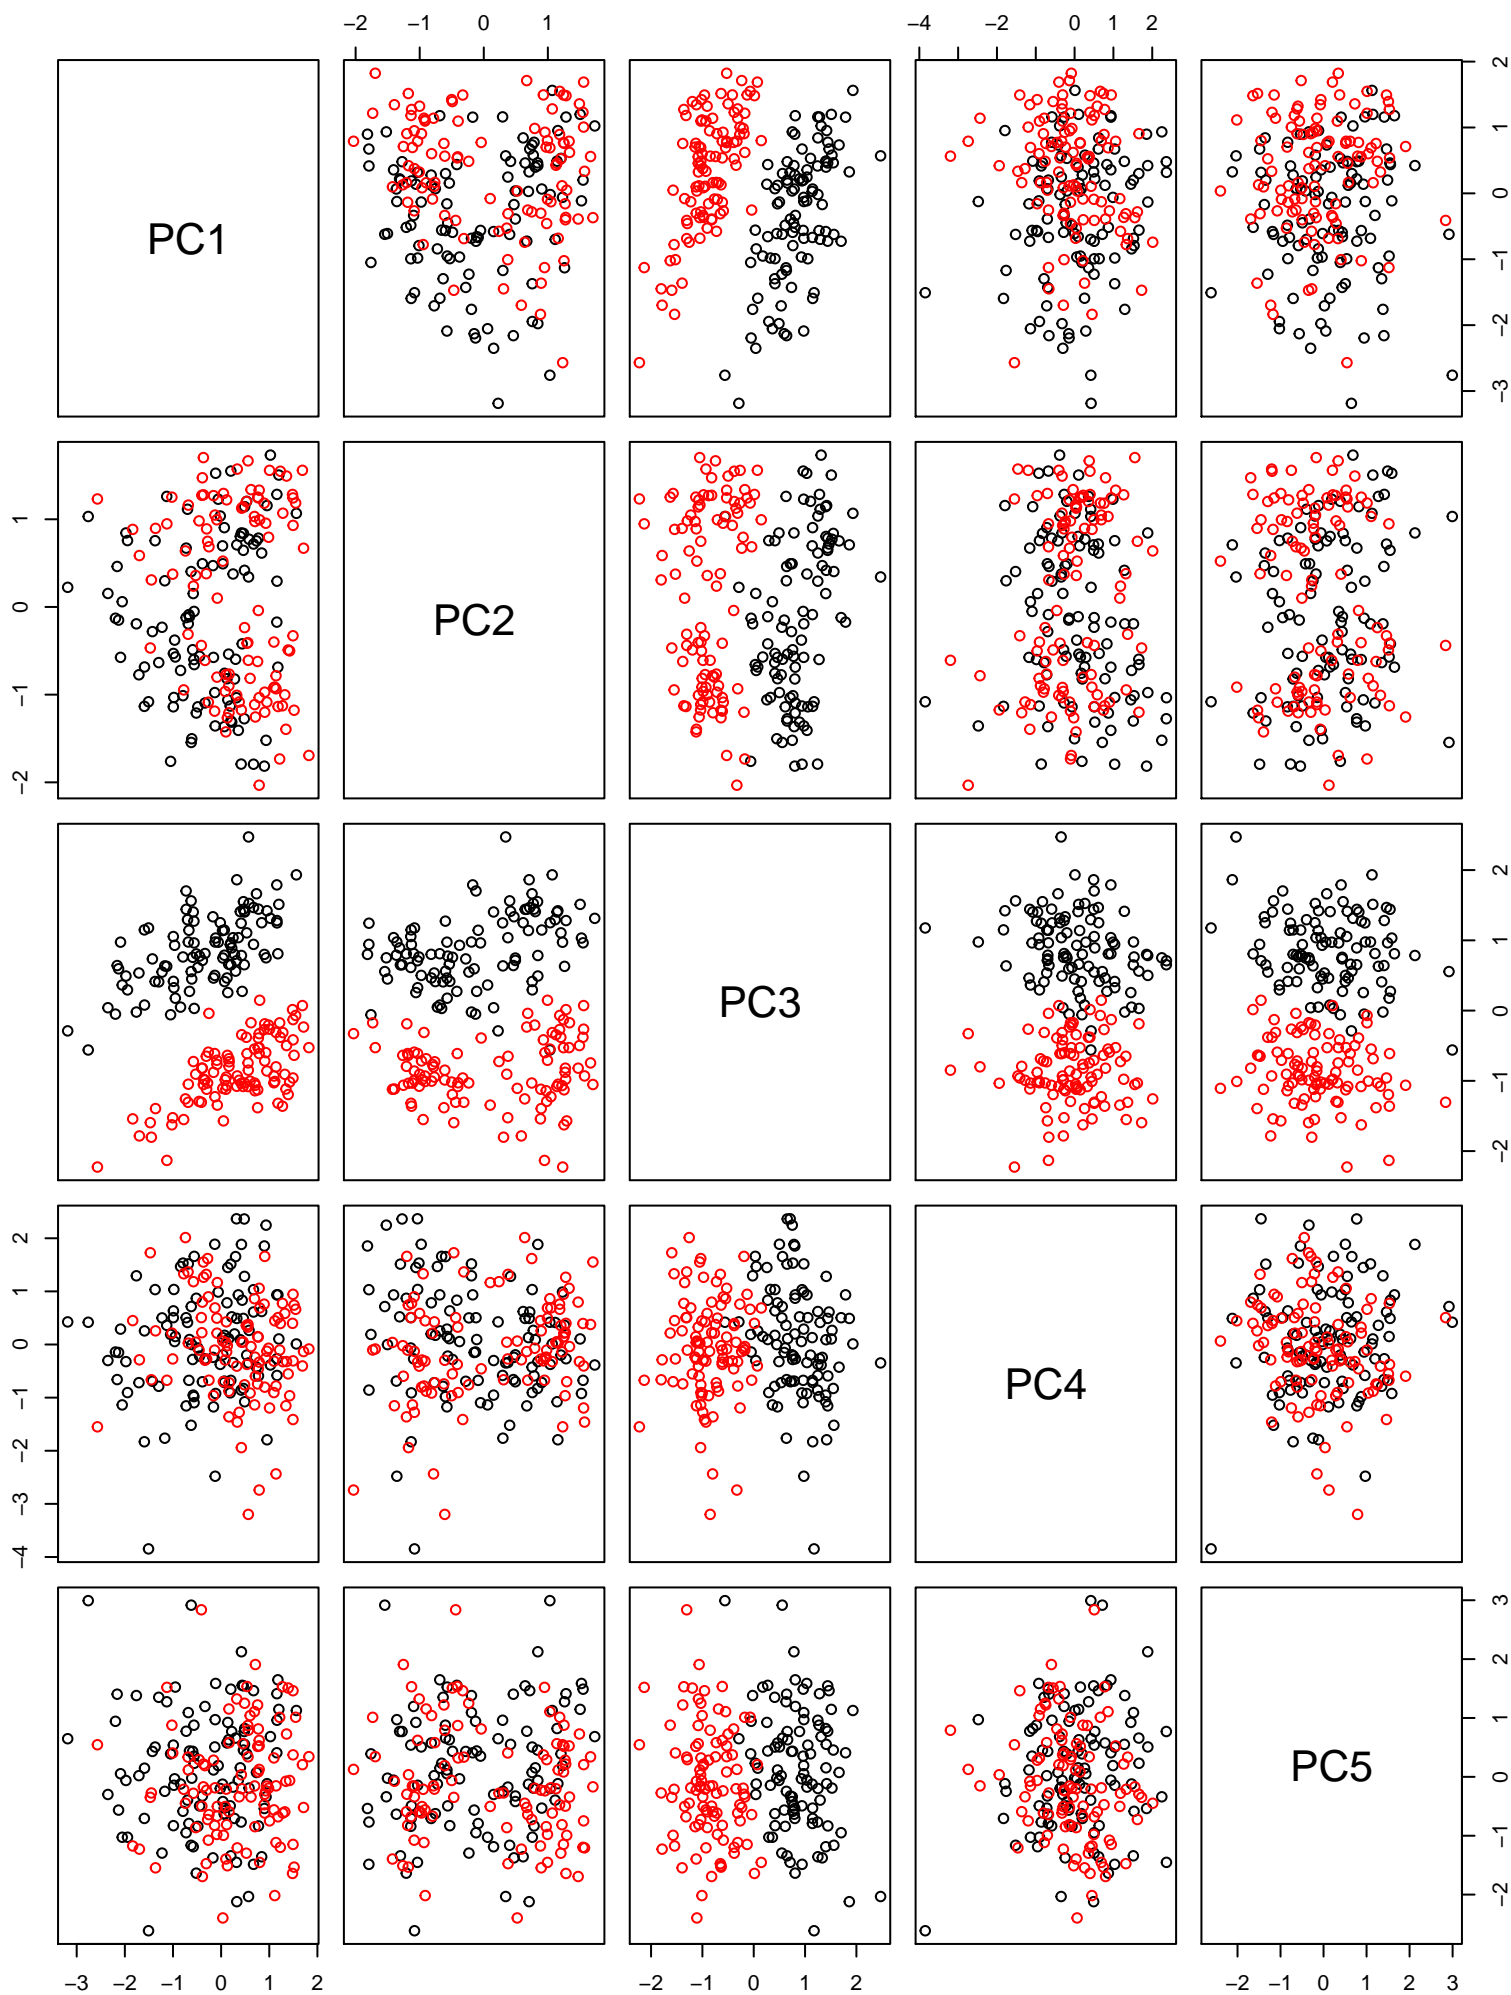 −2 −1 0 1 −4 −2 0 1 2
PC1
−3 −2 −1 0 1 2
PC2
−2 −1 0 1
PC3
−2 −1 0 1 2
PC4
−4 −3 −2 −1 0 1 2
PC5
−2 −1 0 1 2 3
−3 −2 −1 0 1 2 −2 −1 0 1 2 −2 −1 0 1 2 3